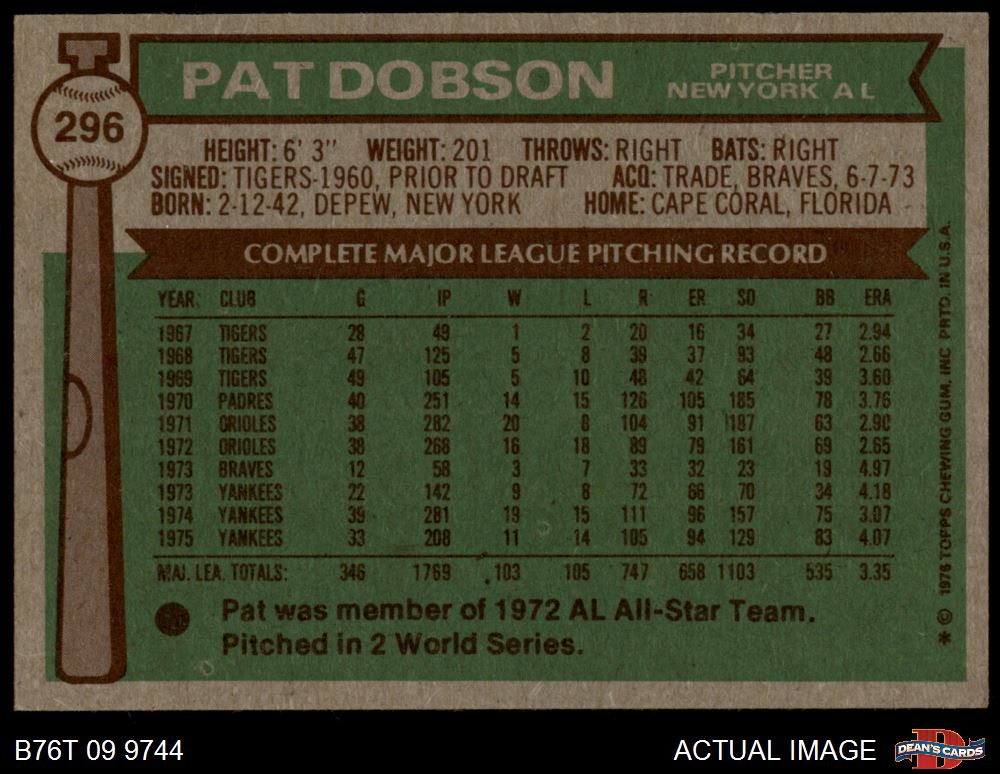 296
PAT DOBSON
PITCHER
NEW YORK A L
HEIGHT: 6' 3" WEIGHT: 201 THROWS: RIGHT BATS: RIGHT
SIGNED: TIGERS-1960, PRIOR TO DRAFT ACQ: TRADE, BRAVES, 6-7-73
BORN: 2-12-42, DEPEW, NEW YORK HOME: CAPE CORAL, FLORIDA
COMPLETE MAJOR LEAGUE PITCHING RECORD
YEAR CLUB G IP W L R ER SO BB ERA
1967 TIGERS 28 49 1 2 20 16 34 27 2.94
1968 TIGERS 47 125 5 8 39 37 93 48 2.66
1969 TIGERS 49 105 5 10 48 42 64 39 3.60
1970 PADRES 40 251 14 15 126 105 185 78 3.76
1971 ORIOLES 38 282 20 8 104 91 187 63 2.90
1972 ORIOLES 38 268 16 18 89 79 161 69 2.65
1973 BRAVES 12 58 3 7 33 32 23 19 4.97
1973 YANKEES 22 142 9 8 72 66 70 34 4.18
1974 YANKEES 39 281 19 15 111 96 157 75 3.07
1975 YANKEES 33 208 11 14 105 94 129 83 4.07
MAJ. LEA. TOTALS: 346 1769 103 105 747 658 1103 535 3.35
Pat was member of 1972 AL All-Star Team.
Pitched in 2 World Series.
* © 1976 TOPPS CHEWING GUM, INC PRTD. IN U.S.A.
B76T 09 9744
ACTUAL IMAGE
D
DEAN'S CARDS